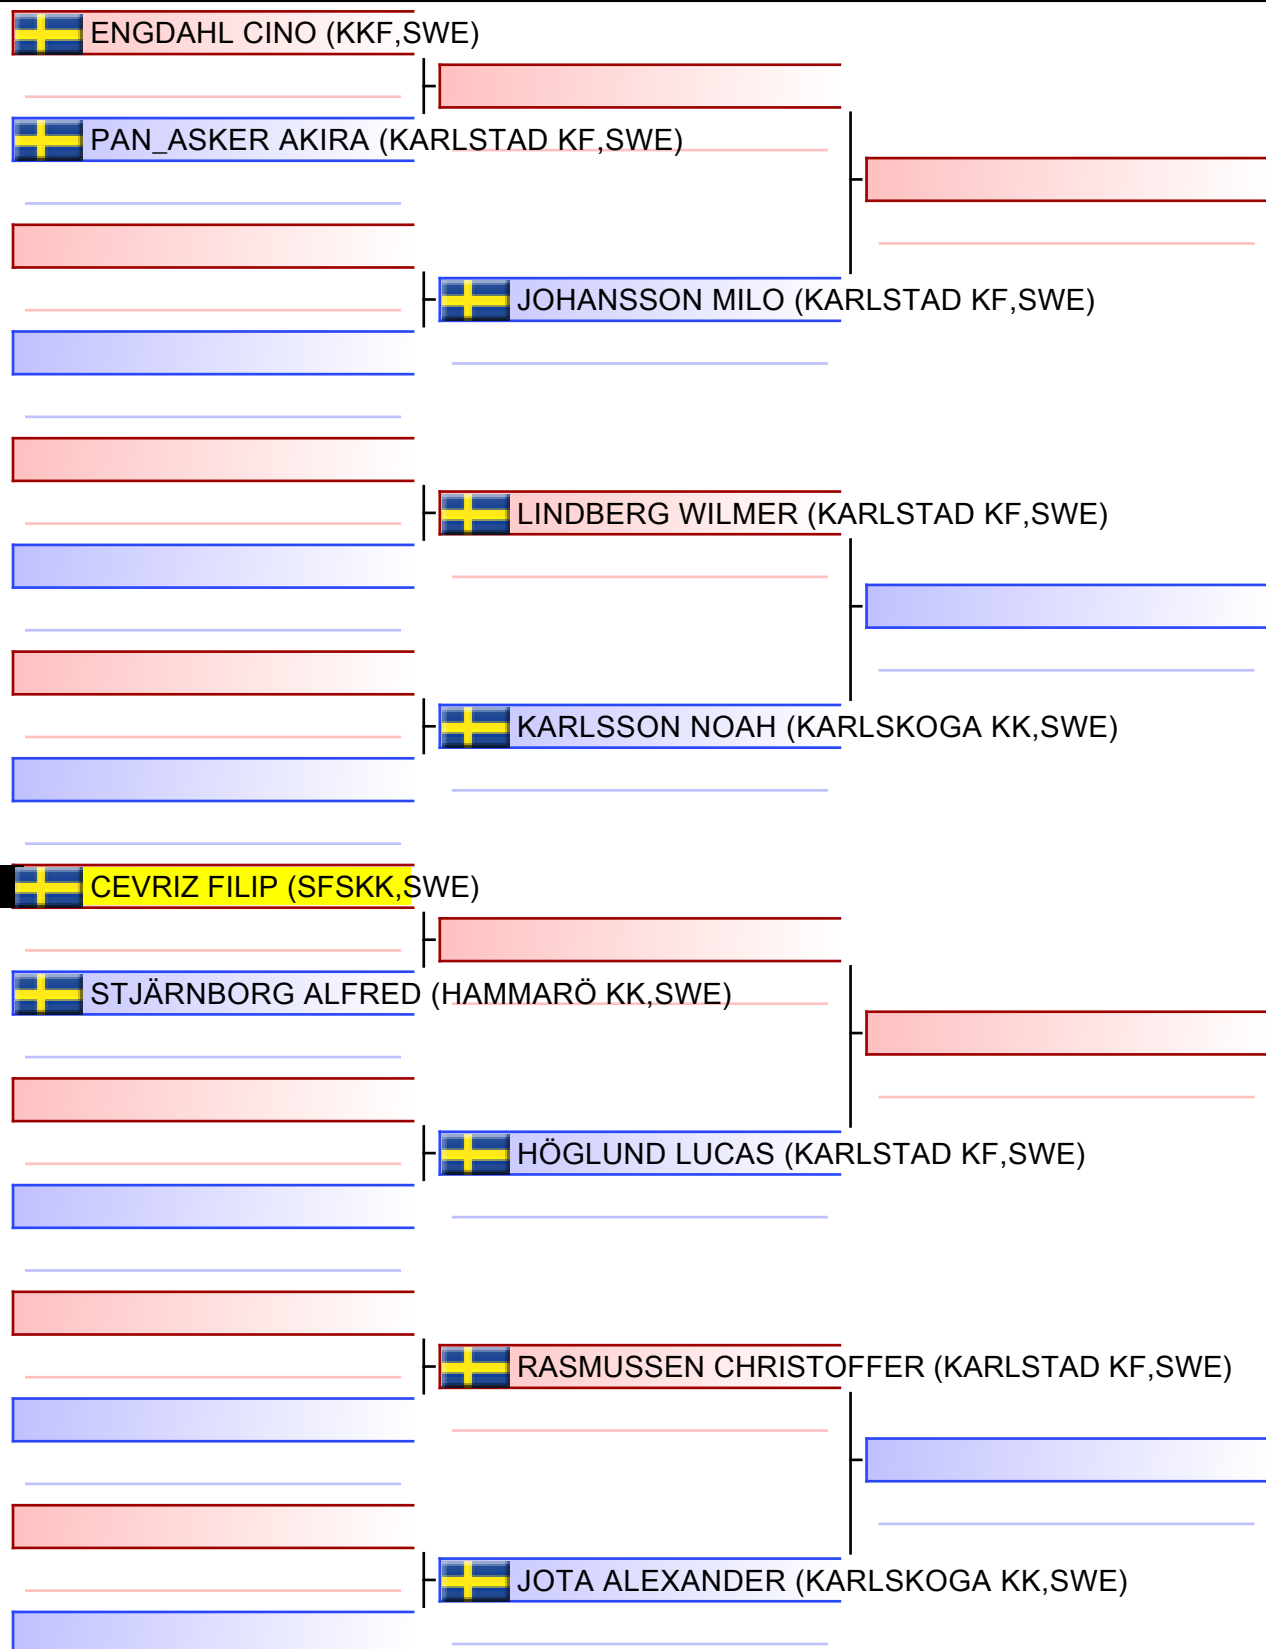 ENGDAHL CINO (KKF,SWE)
PAN_ASKER AKIRA (KARLSTAD KF,SWE)
JOHANSSON MILO (KARLSTAD KF,SWE)
LINDBERG WILMER (KARLSTAD KF,SWE)
KARLSSON NOAH (KARLSKOGA KK,SWE)
CEVRIZ FILIP (SFSKK,SWE)
STJÄRNBORG ALFRED (HAMMARÖ KK,SWE)
HÖGLUND LUCAS (KARLSTAD KF,SWE)
RASMUSSEN CHRISTOFFER (KARLSTAD KF,SWE)
JOTA ALEXANDER (KARLSKOGA KK,SWE)